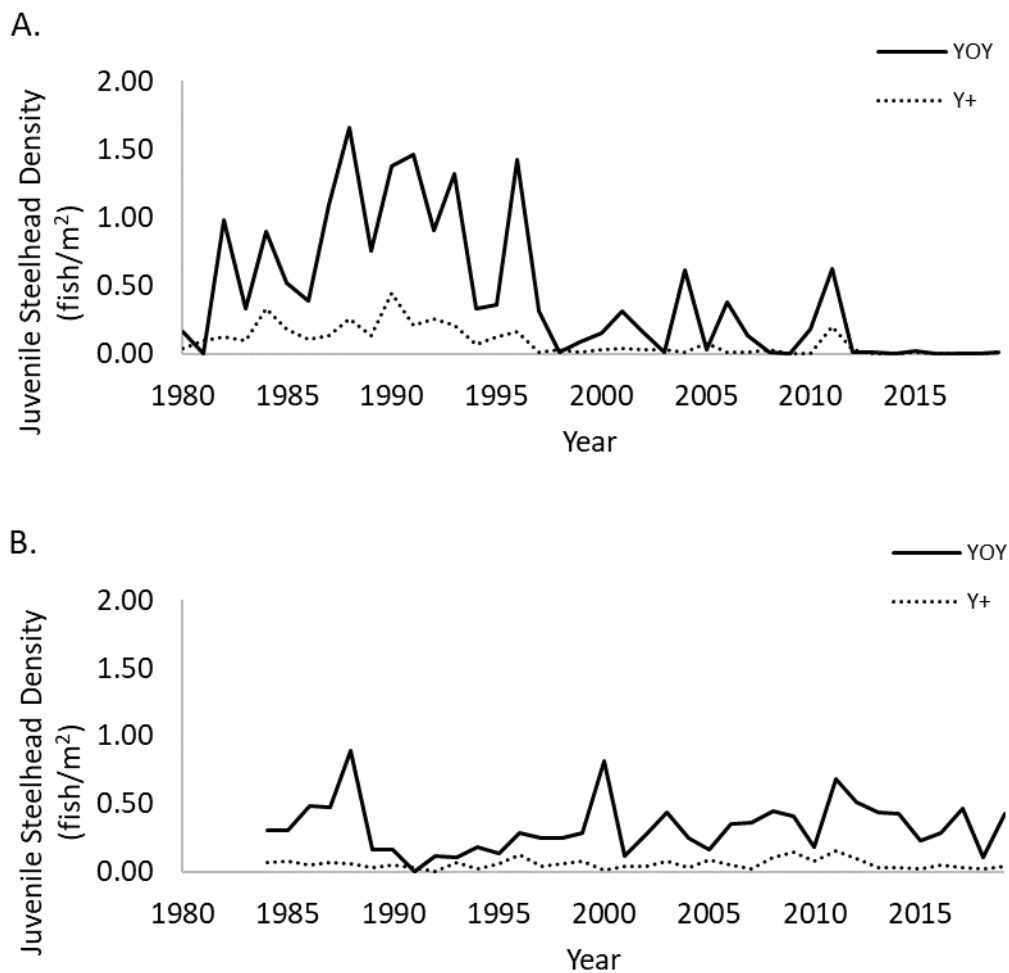 A.
YOY
Y+
Juvenile Steelhead Density
(fish/m²)
2.00
1.50
1.00
0.50
0.00
1980 1985 1990 1995 2000 2005 2010 2015
Year
B.
YOY
Y+
Juvenile Steelhead Density
(fish/m²)
2.00
1.50
1.00
0.50
0.00
1980 1985 1990 1995 2000 2005 2010 2015
Year